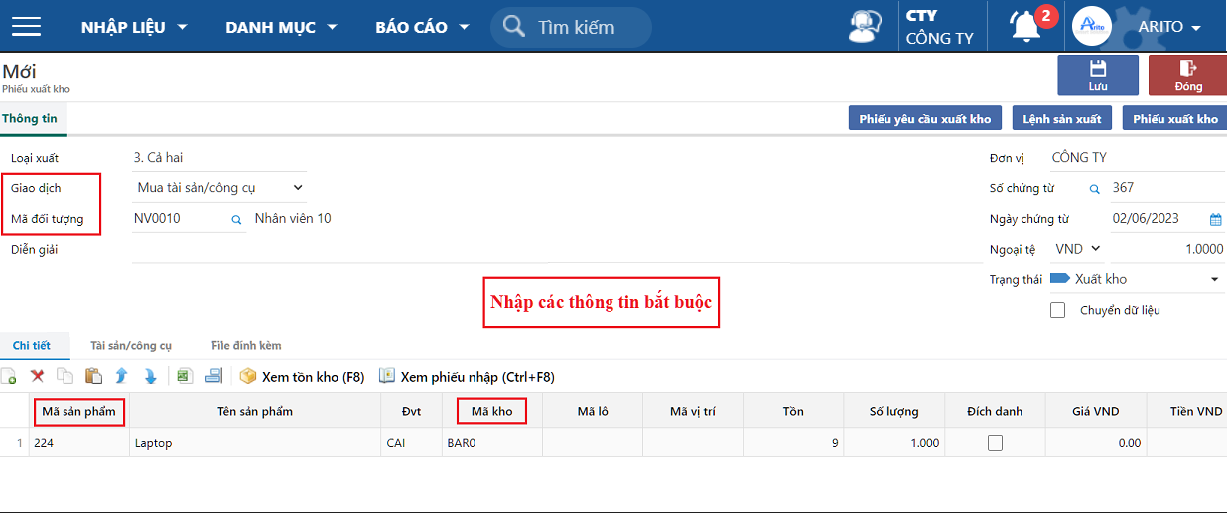 NHẬP LIỆU DANH MỤC BÁO CÁO Tìm kiếm CTY CÔNG TY 2 Arito ARITO
Mới
Phiếu xuất kho
Lưu Đóng
Thông tin Phiếu yêu cầu xuất kho Lệnh sản xuất Phiếu xuất kho
Loại xuất 3. Cả hai Đơn vị CÔNG TY
Giao dịch Mua tài sản/công cụ Số chứng từ 367
Mã đối tượng NV0010 Nhân viên 10 Ngày chứng từ 02/06/2023
Diễn giải Ngoại tệ VND 1.0000
Trạng thái Xuất kho
Nhập các thông tin bắt buộc
Chuyển dữ liệu
Chi tiết Tài sản/công cụ File đính kèm
Xem tồn kho (F8) Xem phiếu nhập (Ctrl+F8)
Mã sản phẩm Tên sản phẩm Đvt Mã kho Mã lô Mã vị trí Tồn Số lượng Đích danh Giá VND Tiền VND
1 224 Laptop CAI BAR0 9 1.000 0.00